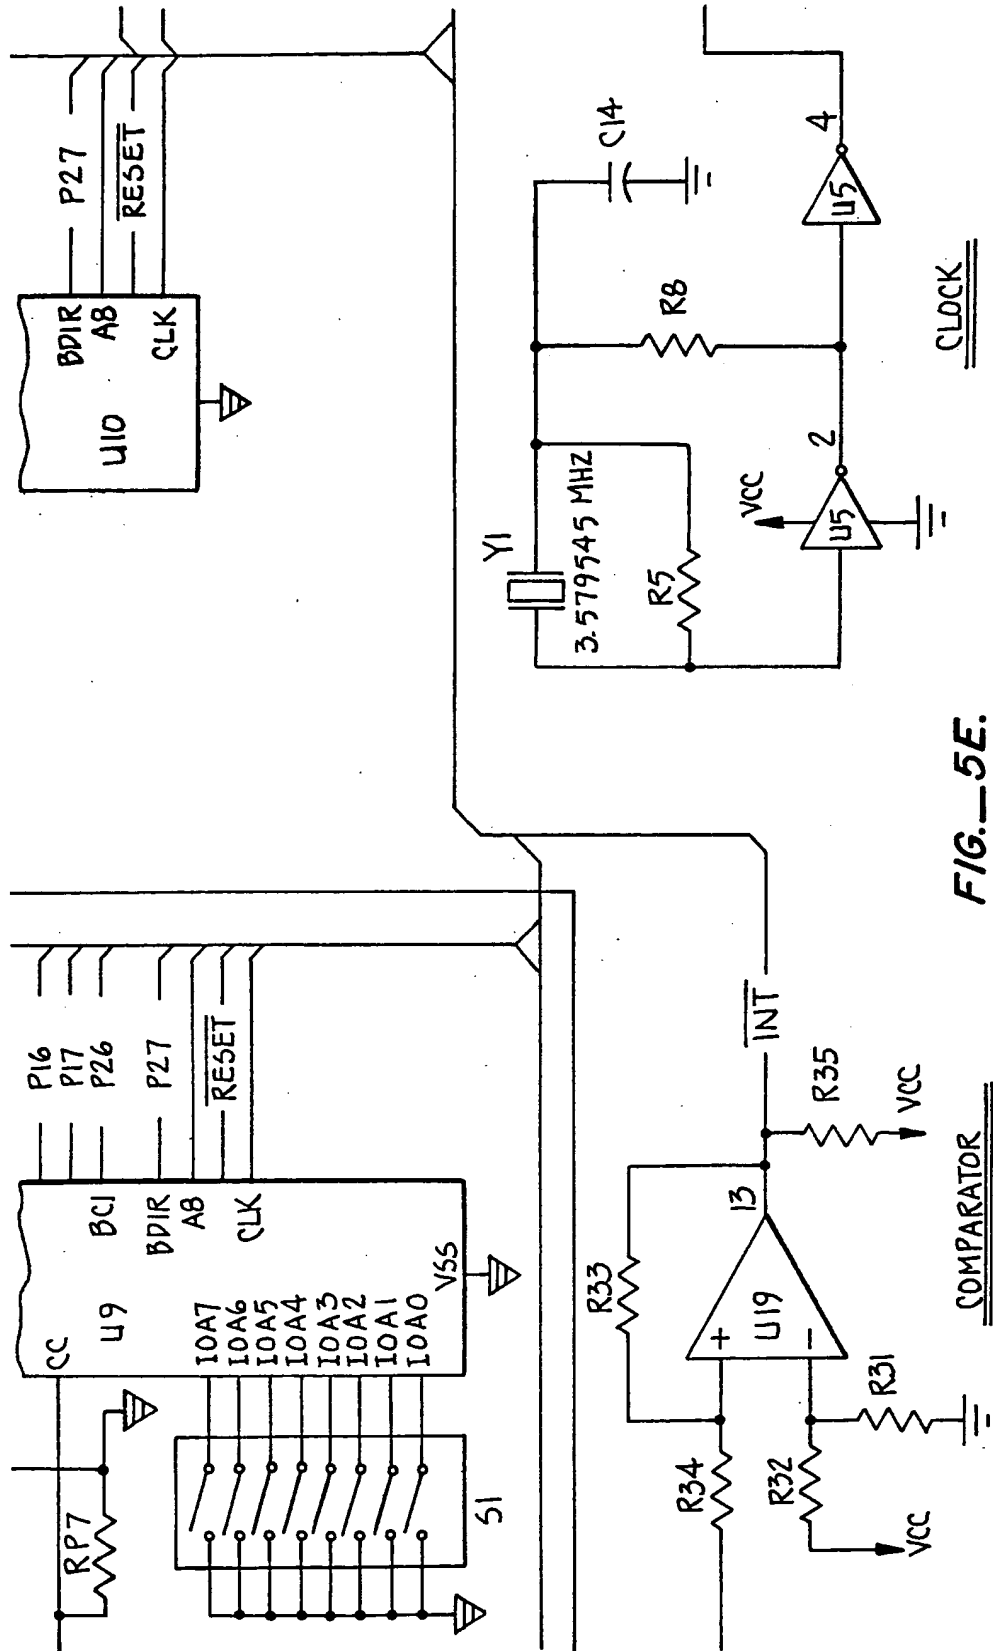 CC
U9
P16
P17
BC1
P26
BDIR
P27
A8
RESET
CLK
IOA7
IOA6
IOA5
IOA4
IOA3
IOA2
IOA1
IOA0
VSS
RP7
S1
U10
BDIR
P27
A8
RESET
CLK
R34
R33
+
U19
-
13
INT
R35
VCC
R32
R31
VCC
COMPARATOR
Y1
3.579545 MHZ
R5
R8
C14
VCC
U5
2
U5
4
CLOCK
FIG._5E.